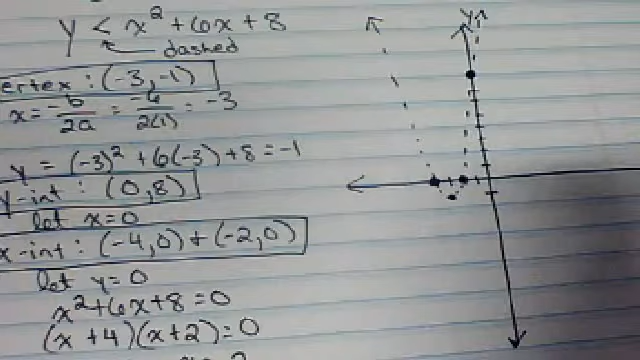 y < x² + 6x + 8
dashed
ertex : (-3,-1)
x = -b/2a = -6/2(1) = -3
y = (-3)² + 6(-3) + 8 = -1
y-int : (0,8)
let x=0
x-int : (-4,0) + (-2,0)
let y=0
x²+6x+8=0
(x+4)(x+2)=0
y